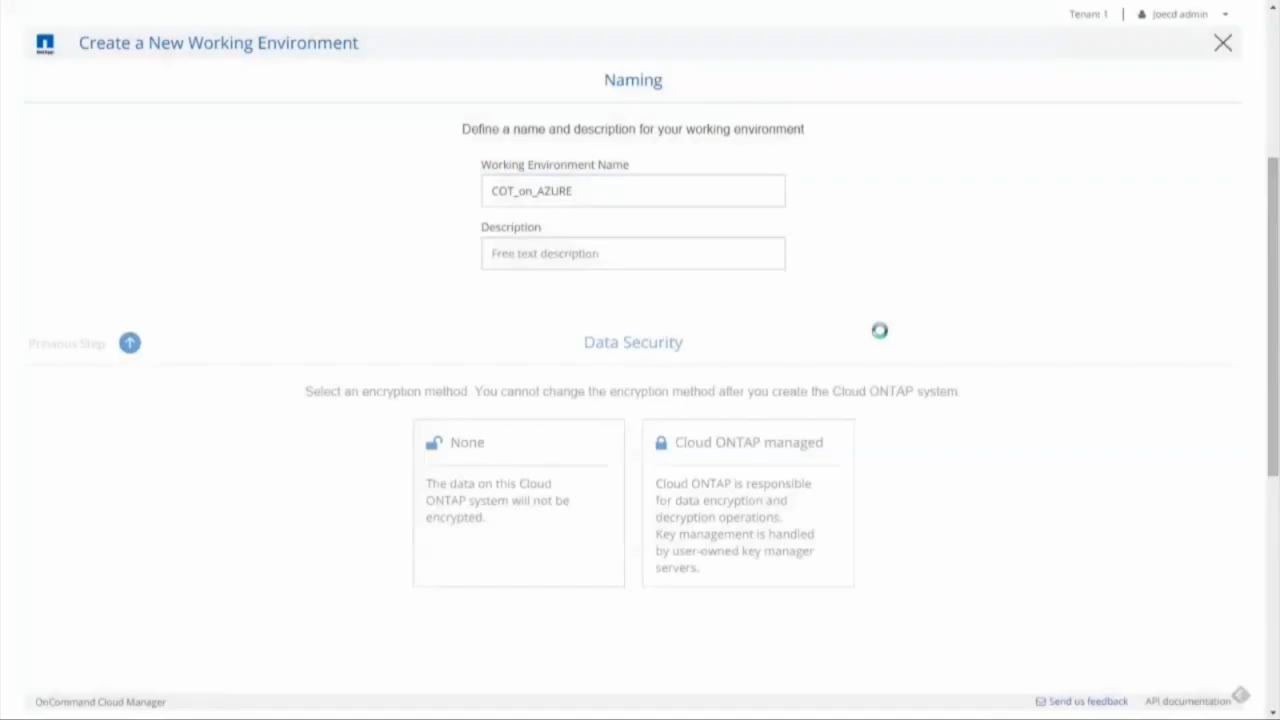 Tenant 1
Joecd admin
NetApp
Create a New Working Environment
Naming
Define a name and description for your working environment
Working Environment Name
COT_on_AZURE
Description
Free text description
Previous Step
Data Security
Select an encryption method. You cannot change the encryption method after you create the Cloud ONTAP system.
None
The data on this Cloud
ONTAP system will not be
encrypted.
Cloud ONTAP managed
Cloud ONTAP is responsible
for data encryption and
decryption operations.
Key management is handled
by user-owned key manager
servers.
OnCommand Cloud Manager
Send us feedback
API documentation